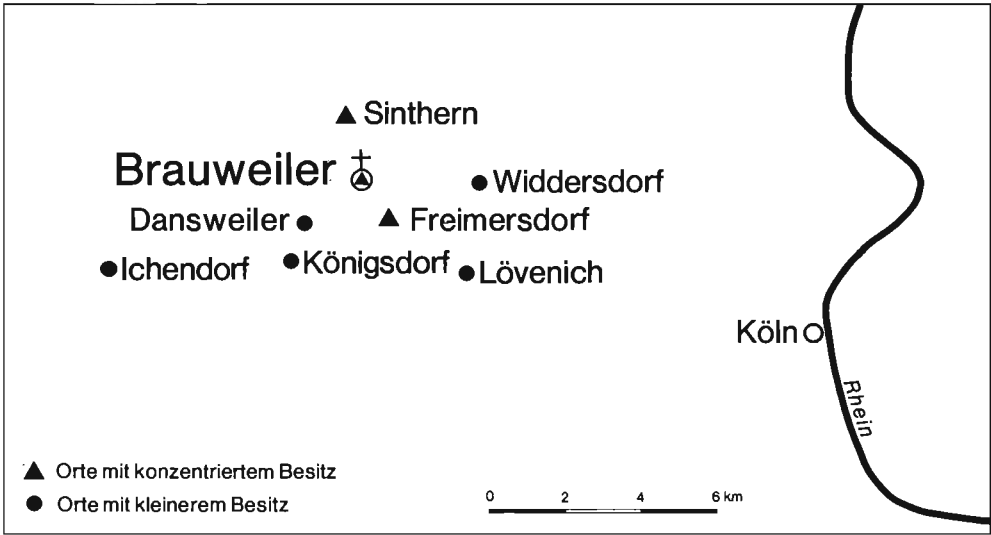 Sinthern
Brauweiler
Widdersdorf
Dansweiler
Freimersdorf
Ichendorf
Königsdorf
Lövenich
Köln
Rhein
Orte mit konzentriertem Besitz
Orte mit kleinerem Besitz
0 2 4 6 km